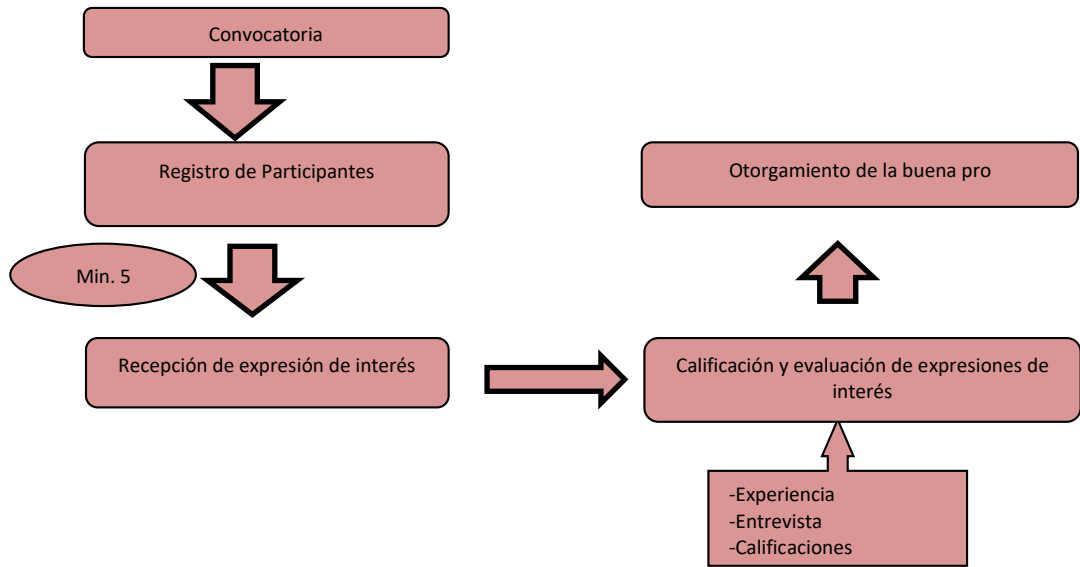 Convocatoria
Registro de Participantes
Min. 5
Recepción de expresión de interés
Calificación y evaluación de expresiones de
interés
-Experiencia
-Entrevista
-Calificaciones
Otorgamiento de la buena pro